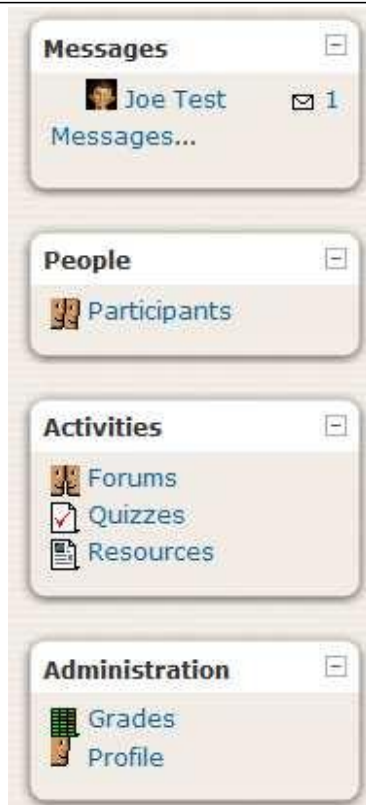 Messages
Joe Test 1
Messages...
People
Participants
Activities
Forums
Quizzes
Resources
Administration
Grades
Profile